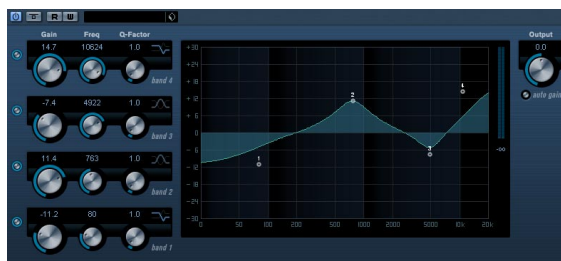 R W
Gain Freq Q-Factor
14.7 10624 1.0
band 4
-7.4 4922 1.0
band 3
11.4 763 1.0
band 2
-11.2 80 1.0
band 1
+30
+24
+18
+12
+6
0
-6
-12
-18
-24
-30
0 50 100 200 500 1000 2000 5000 10k 20k
1
2
3
4
-oo
Output
0.0
auto gain